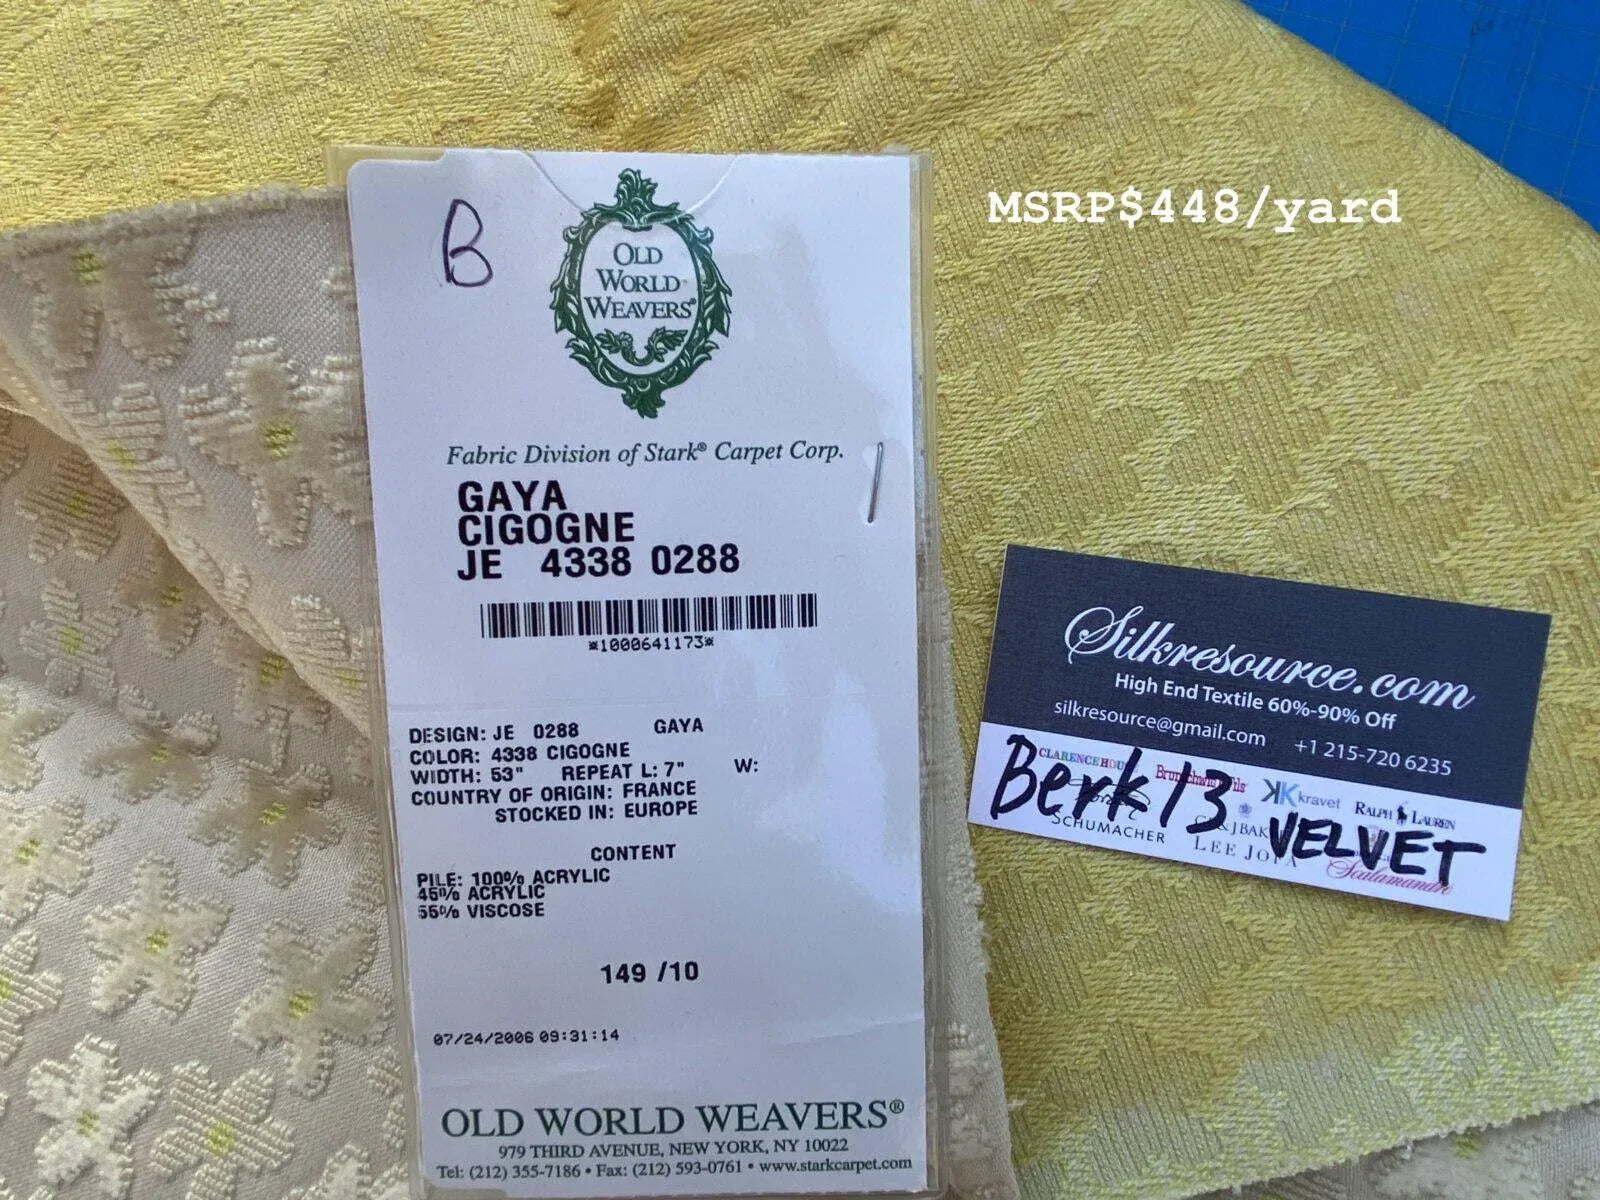 MSRP$448/yard
B
OLD
WORLD
WEAVERS®
Fabric Division of Stark® Carpet Corp.
GAYA
CIGOGNE
JE 4338 0288
*1000641173*
DESIGN: JE 0288 GAYA
COLOR: 4338 CIGOGNE
WIDTH: 53" REPEAT L: 7" W:
COUNTRY OF ORIGIN: FRANCE
STOCKED IN: EUROPE
CONTENT
PILE: 100% ACRYLIC
45% ACRYLIC
55% VISCOSE
149 /10
07/24/2006 09:31:14
OLD WORLD WEAVERS®
979 THIRD AVENUE, NEW YORK, NY 10022
Tel: (212) 355-7186 • Fax: (212) 593-0761 • www.starkcarpet.com
Silkresource.com
High End Textile 60%-90% Off
silkresource@gmail.com +1 215-720 6235
CLARENCE HOU
kravet RALPH LAUREN
Berk 13
VELVET
SCHUMACHER
LEE JOFA
Scalamandre